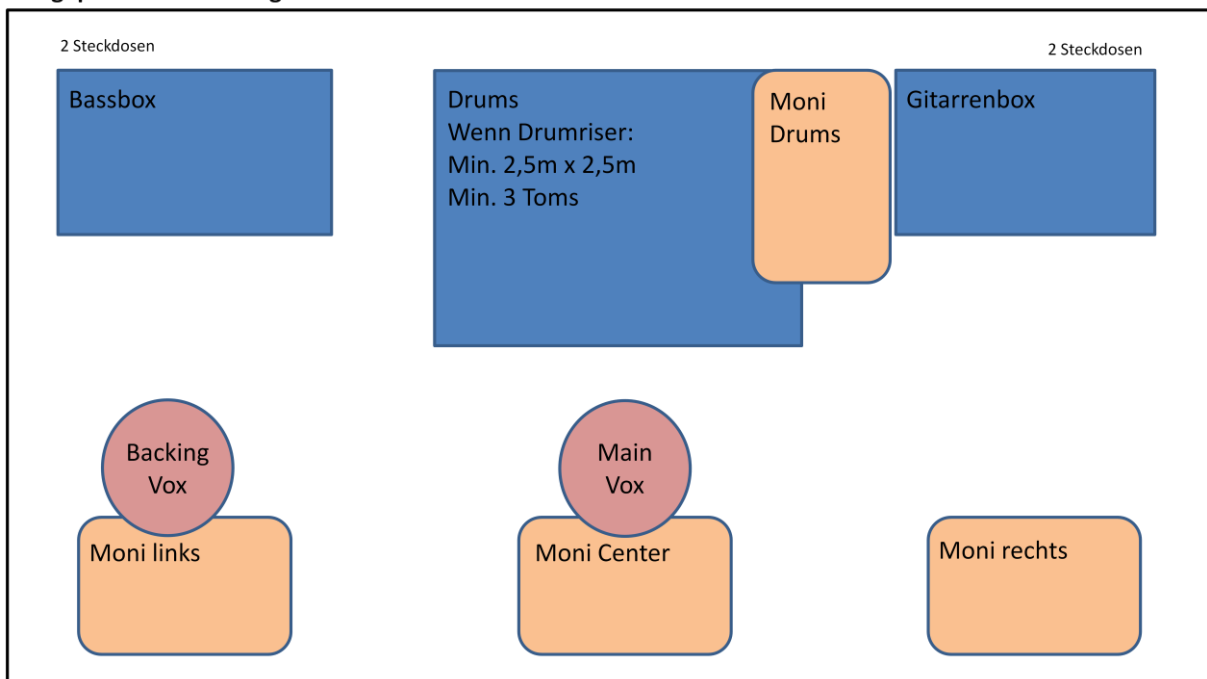 2 Steckdosen
2 Steckdosen
Bassbox
Drums
Wenn Drumriser:
Min. 2,5m x 2,5m
Min. 3 Toms
Moni
Drums
Gitarrenbox
Backing
Vox
Main
Vox
Moni links
Moni Center
Moni rechts